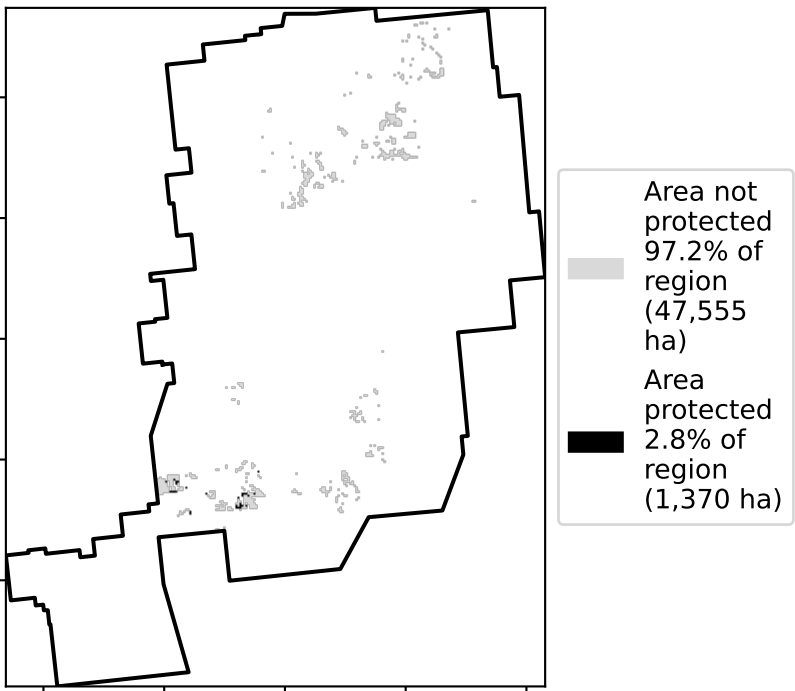 Area not
protected
97.2% of
region
(47,555
ha)
Area
protected
2.8% of
region
(1,370 ha)